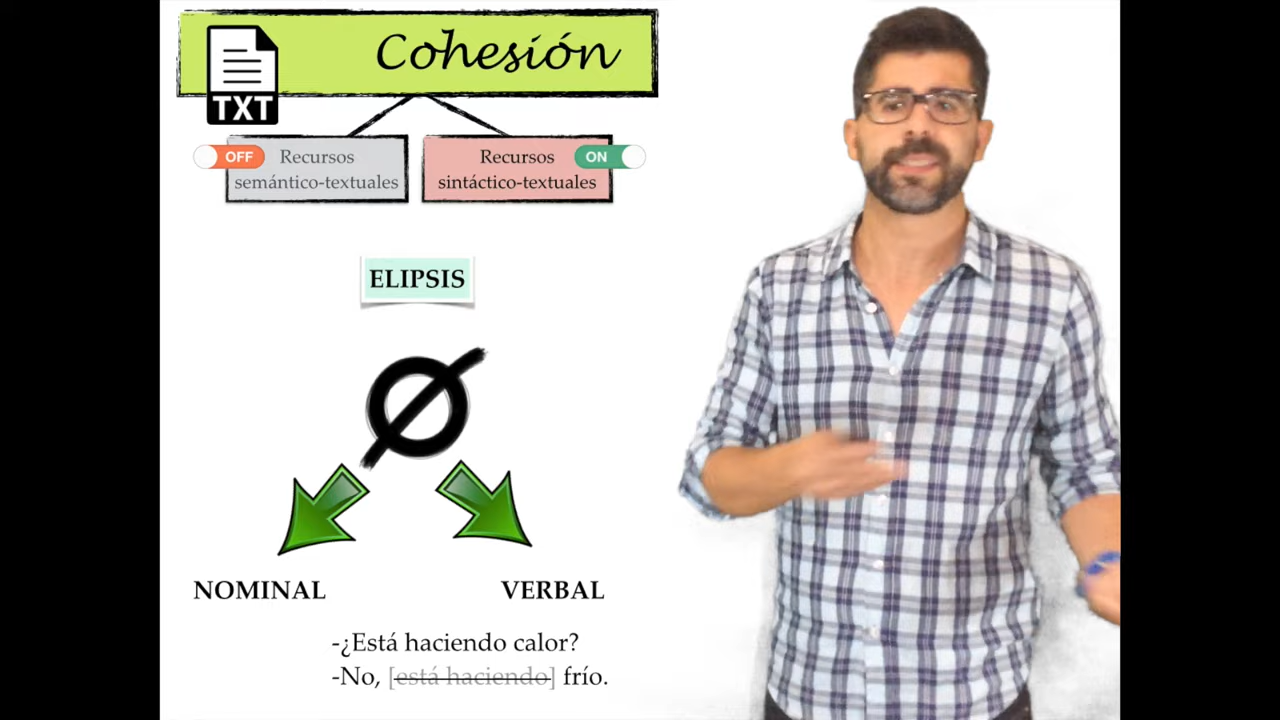 Cohesión
TXT
OFF
Recursos
semántico-textuales
Recursos
sintáctico-textuales
ON
ELIPSIS
NOMINAL
VERBAL
-¿Está haciendo calor?
-No, [está haciendo] frío.